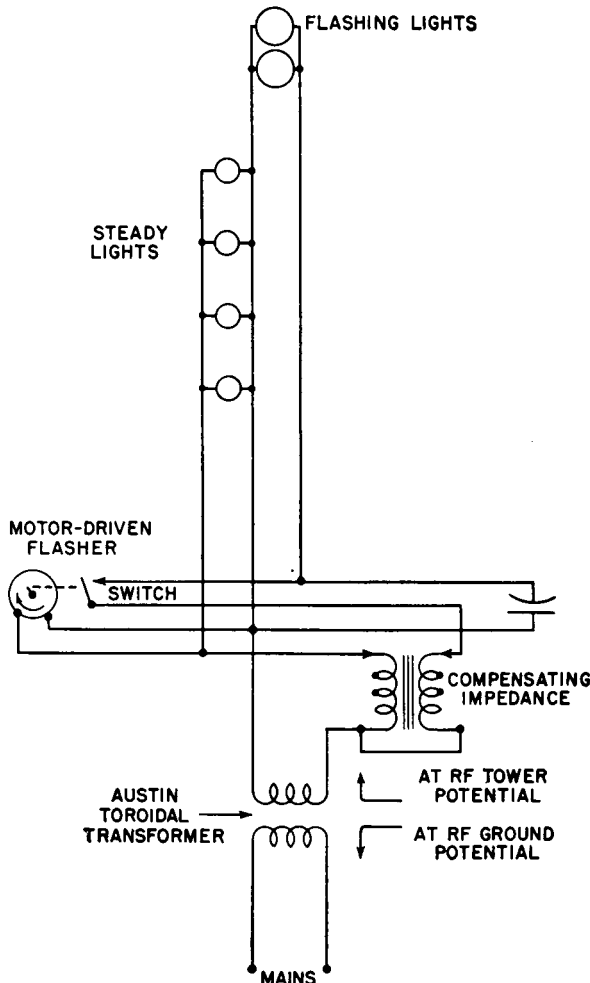 FLASHING LIGHTS
STEADY
LIGHTS
MOTOR-DRIVEN
FLASHER
SWITCH
COMPENSATING
IMPEDANCE
AUSTIN
TOROIDAL
TRANSFORMER
AT RF TOWER
POTENTIAL
AT RF GROUND
POTENTIAL
MAINS